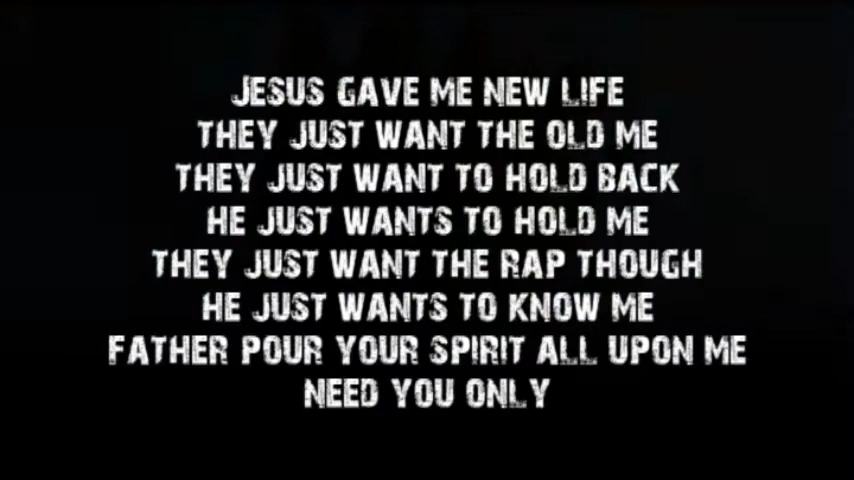 JESUS GAVE ME NEW LIFE
THEY JUST WANT THE OLD ME
THEY JUST WANT TO HOLD BACK
HE JUST WANTS TO HOLD ME
THEY JUST WANT THE RAP THOUGH
HE JUST WANTS TO KNOW ME
FATHER POUR YOUR SPIRIT ALL UPON ME
NEED YOU ONLY